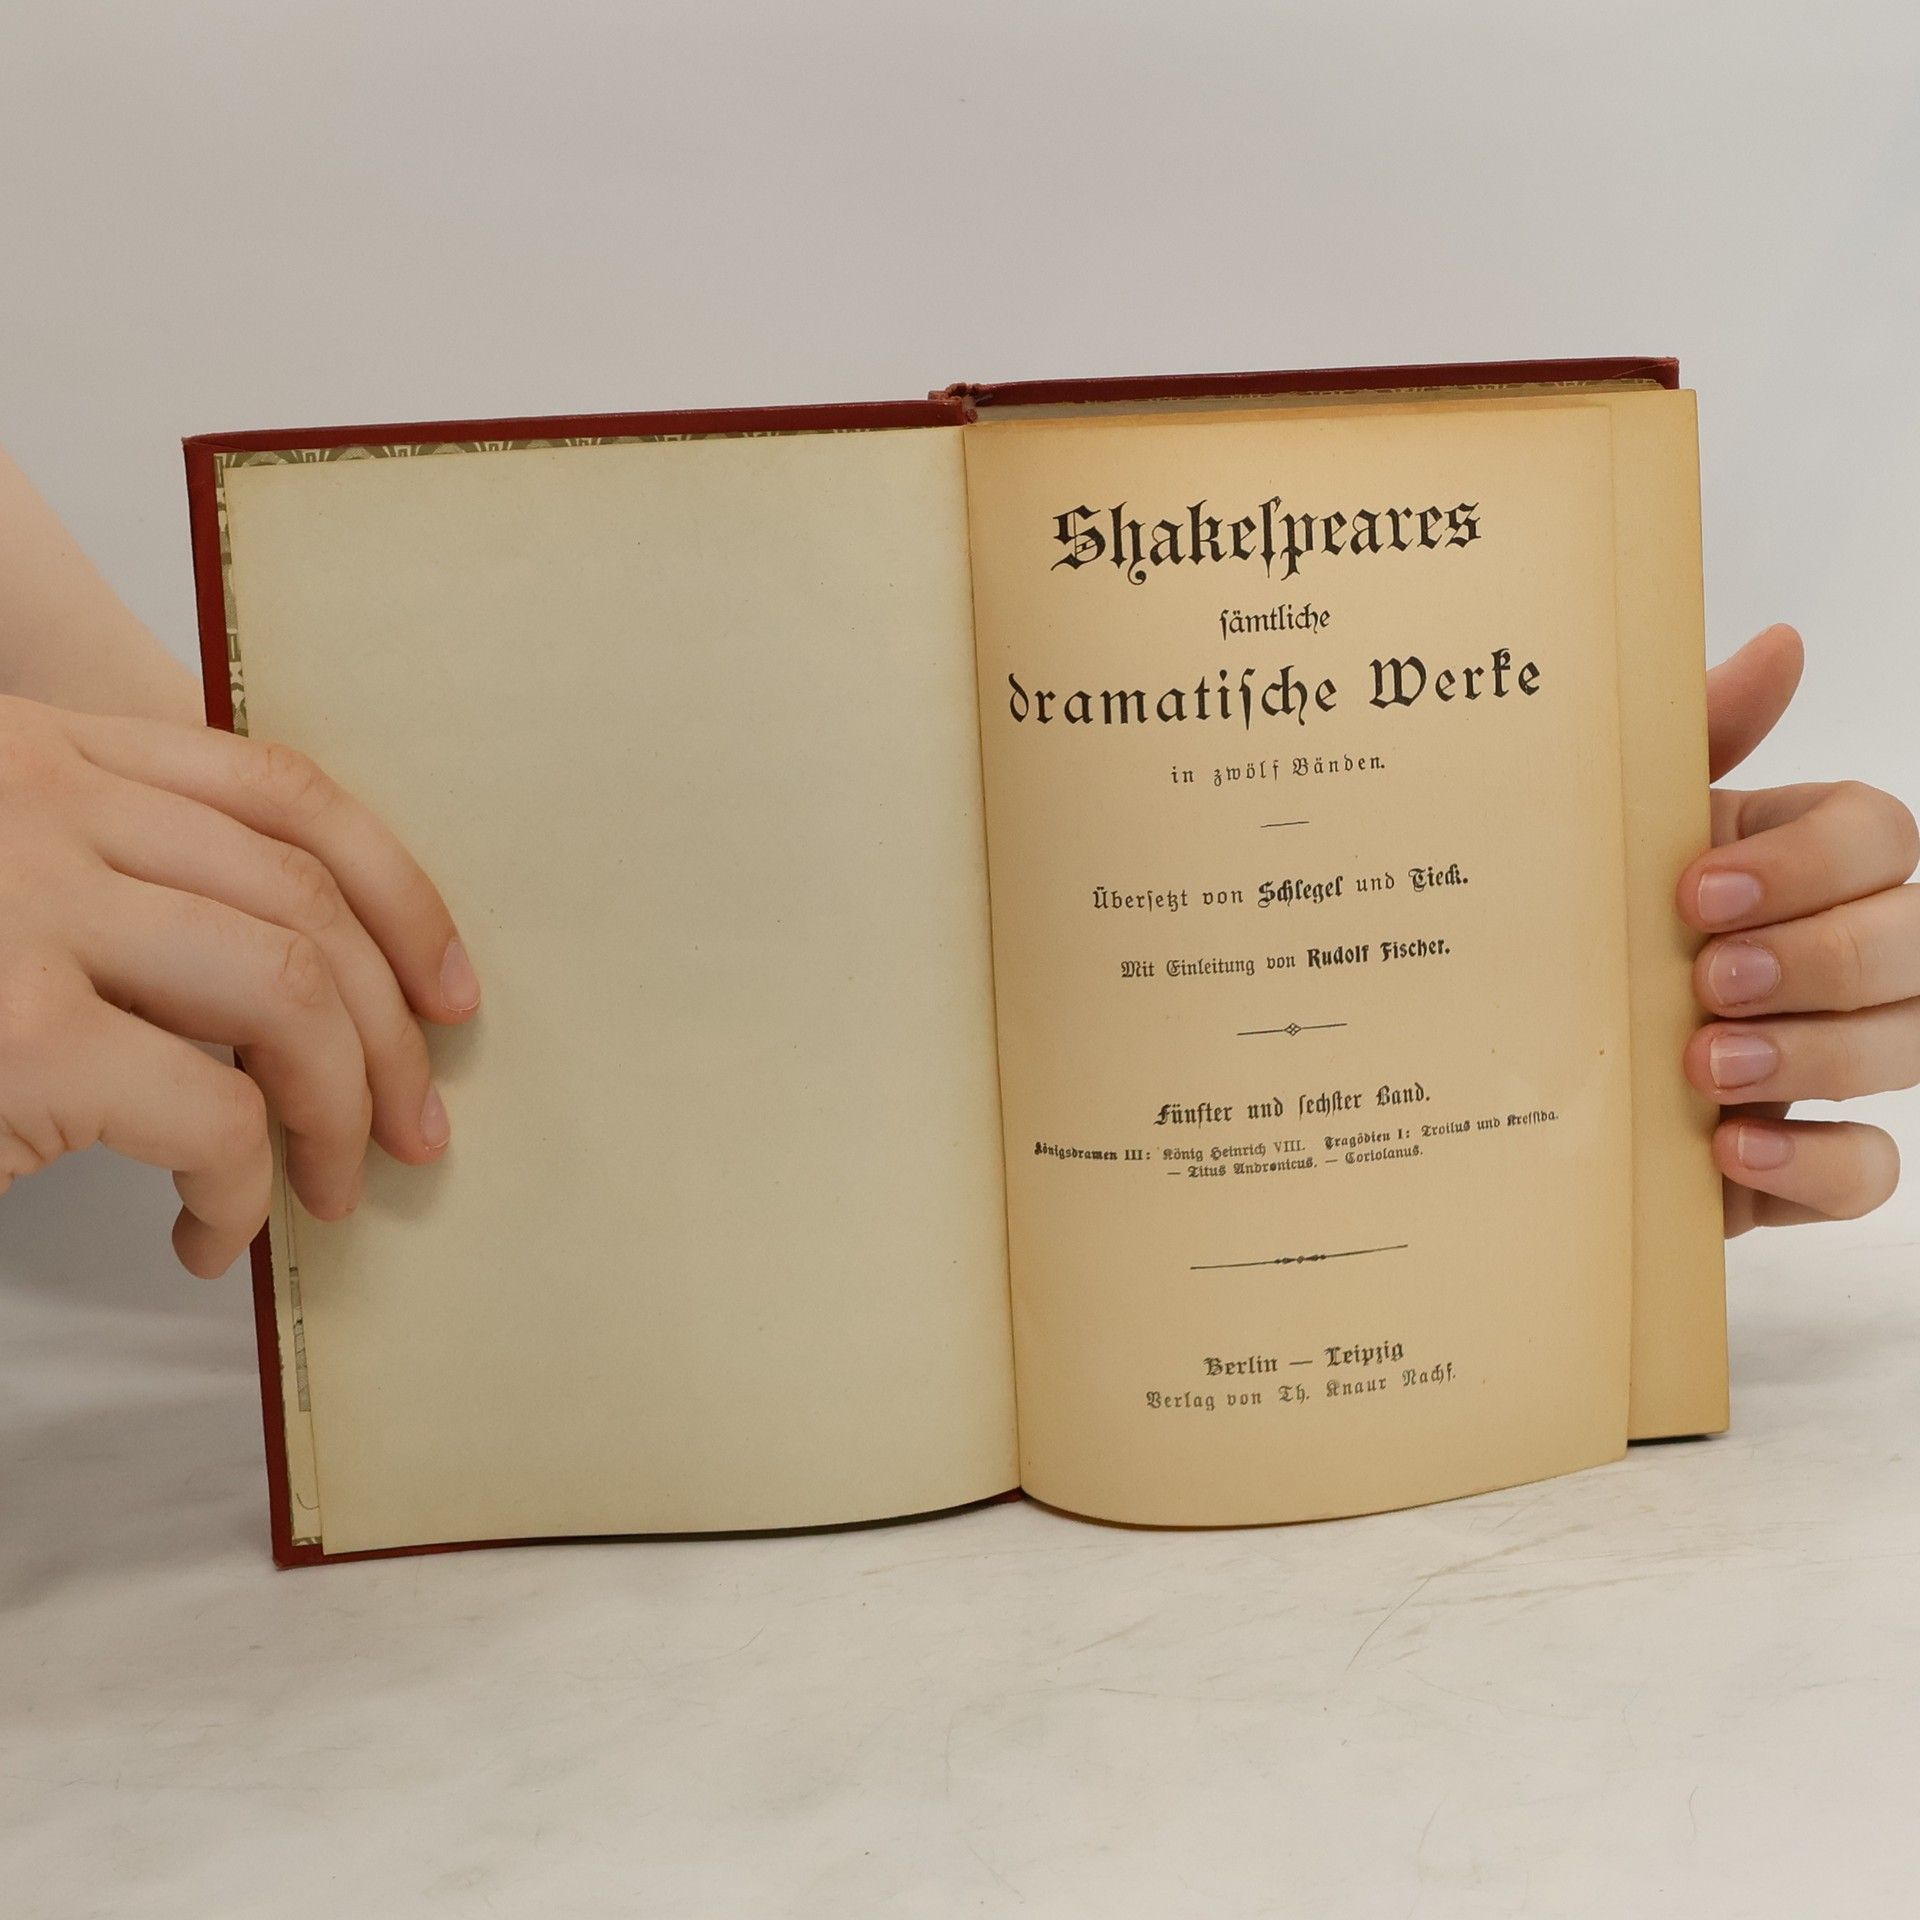 Shakeſpeares
ſämtliche
dramatiſche Werke
in zwölf Bänden.
Überſetzt von Schlegel und Tieck.
Mit Einleitung von Rudolf Fischer.
Fünfter und ſechſter Band.
Königsdramen III: König Heinrich VIII. Tragödien I: Troilus und Kreſſida.
— Titus Andronicus. — Coriolanus.
Berlin — Leipzig
Verlag von Th. Knaur Nachf.